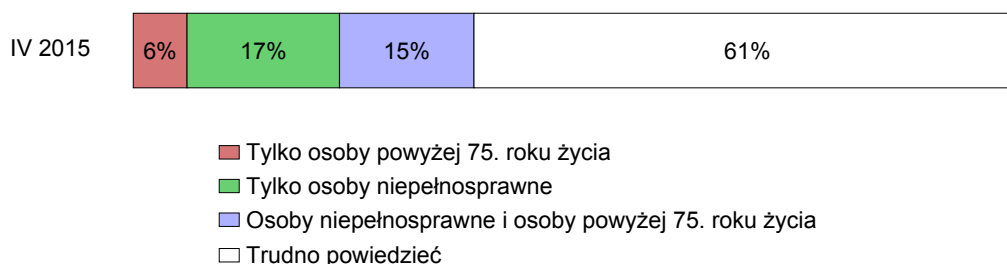 IV 2015 6% 17% 15% 61%
Tylko osoby powyżej 75. roku życia
Tylko osoby niepełnosprawne
Osoby niepełnosprawne i osoby powyżej 75. roku życia
Trudno powiedzieć